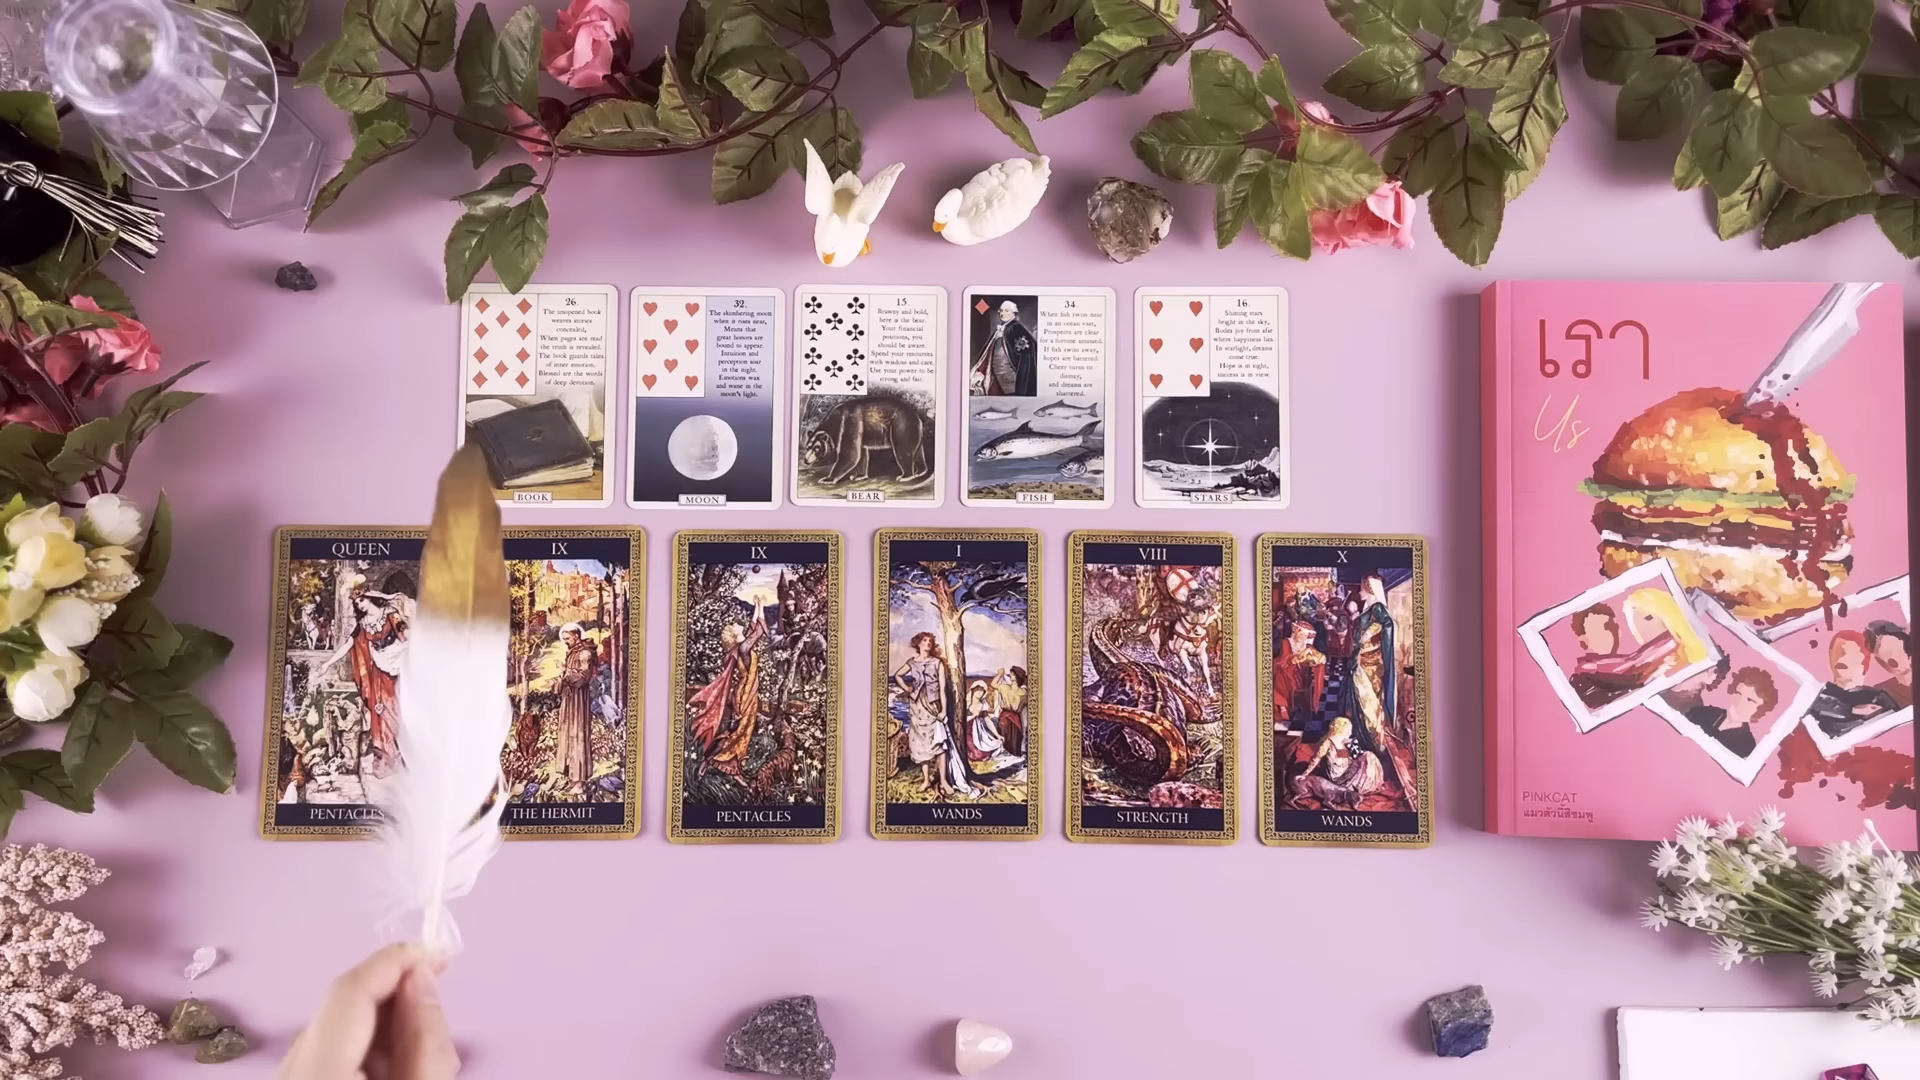 26.
The unopened book
weaves stories
concealed,
When pages are read
the truth is revealed.
The book guards tales
of inner emotion,
Blessed are the words
of deep devotion.
BOOK
32.
The slumbering moon
when it rises near,
Means that
great honors are
bound to appear.
Intuition and
perception soar
in the night.
Emotions wax
and wane in the
moon's light.
MOON
15.
Brawny and bold,
here is the bear.
Your financial
positions, you
should be aware.
Spend your resources
with wisdom and care.
Use your power to be
strong and fair.
BEAR
34.
When fish swim near
in an ocean vast,
Prospects are clear
for a fortune amassed.
If fish swim away,
hopes are battered.
Cheer turns to
dismay,
and dreams are
shattered.
FISH
16.
Shining stars
bright in the sky,
Bodes joy from afar
where happiness lies.
In starlight, dreams
come true.
Hope is in sight,
success is in view.
STARS
QUEEN
PENTACLES
IX
THE HERMIT
IX
PENTACLES
I
WANDS
VIII
STRENGTH
X
WANDS
เรา
Us
PINKCAT
แมวตัวนี้สีชมพู